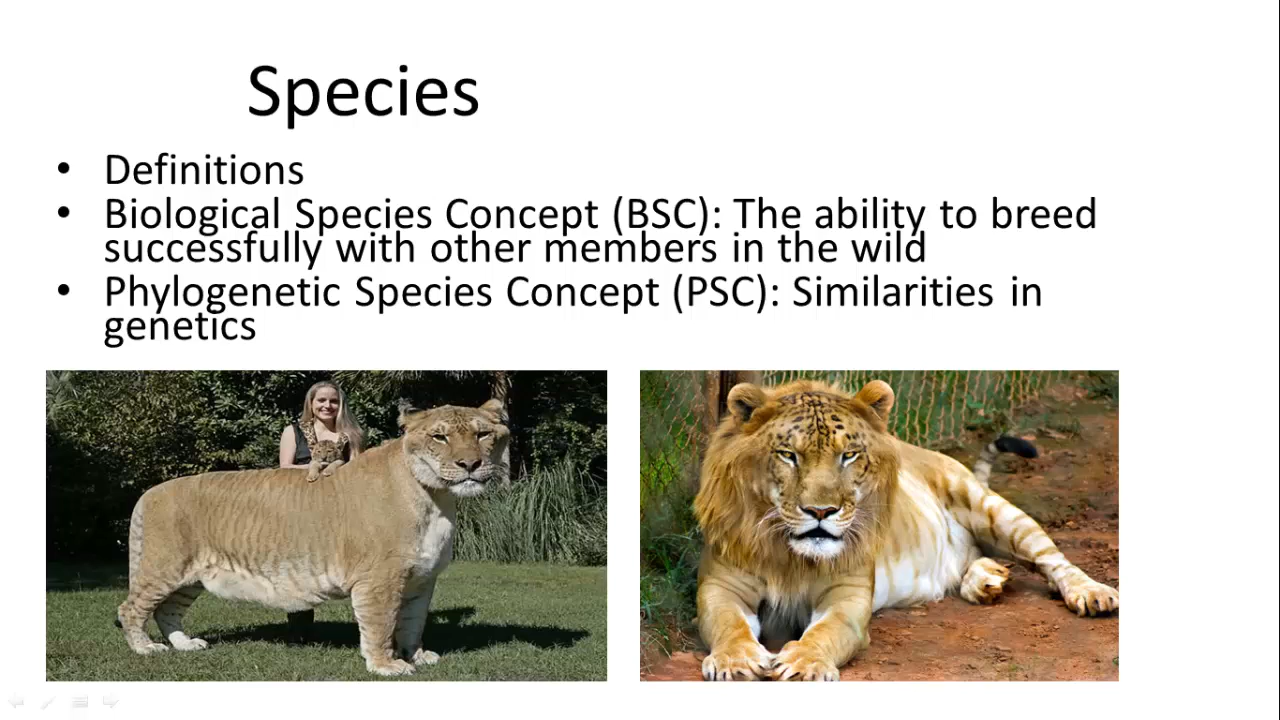 Species
• Definitions
• Biological Species Concept (BSC): The ability to breed
successfully with other members in the wild
• Phylogenetic Species Concept (PSC): Similarities in
genetics